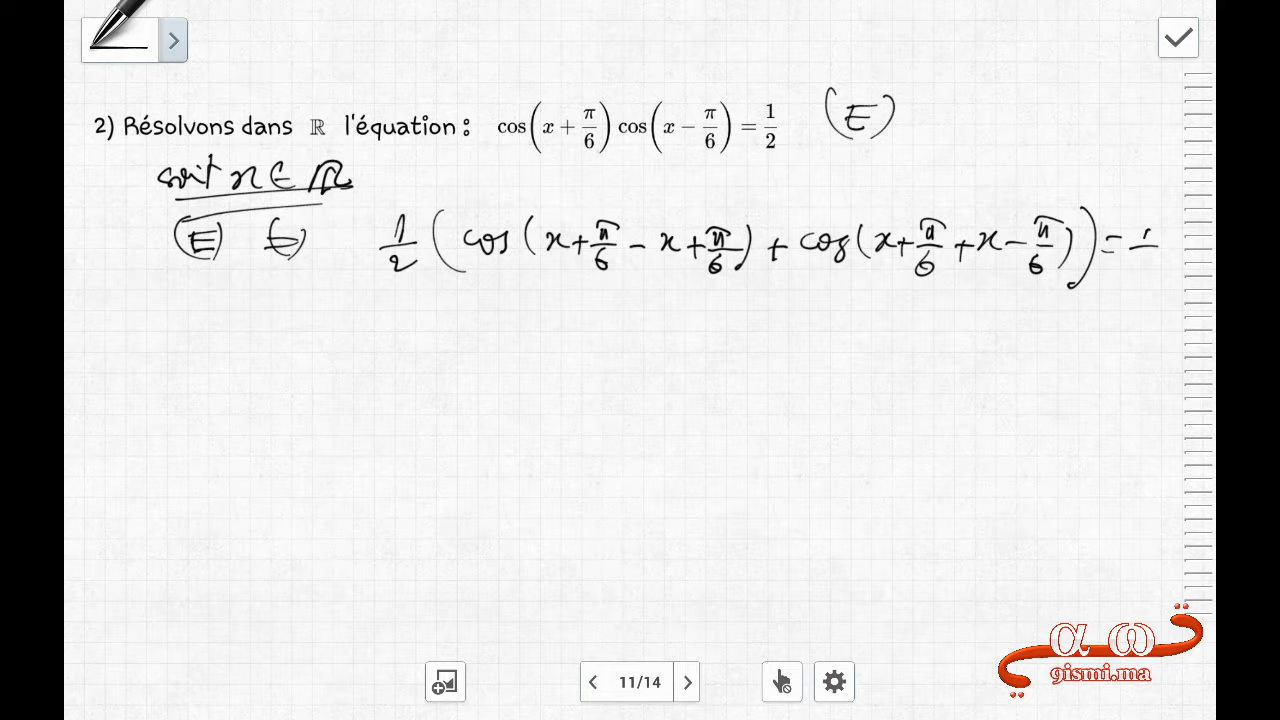 2) Résolvons dans ℝ l'équation : cos(x + π/6) cos(x − π/6) = 1/2 (E)
soit x ∈ ℝ
(E) ⇔ 1/2 (cos(x + π/6 − x + π/6) + cos(x + π/6 + x − π/6)) = 1/
11/14
α ω
gismi.ma